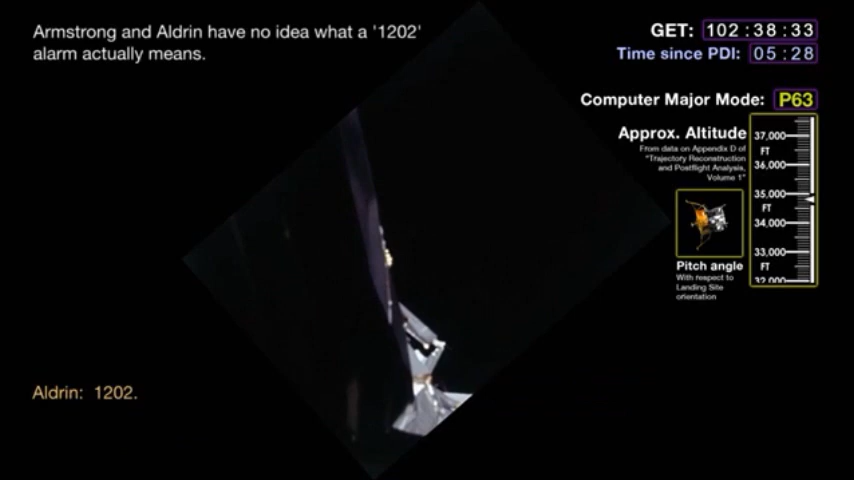 Armstrong and Aldrin have no idea what a '1202'
alarm actually means.
GET: 102:38:33
Time since PDI: 05:28
Computer Major Mode: P63
Approx. Altitude
From data on Appendix D of
"Trajectory Reconstruction
and Postflight Analysis,
Volume 1"
37,000
FT
36,000
35,000
FT
34,000
33,000
FT
32,000
Pitch angle
With respect to
Landing Site
orientation
Aldrin: 1202.